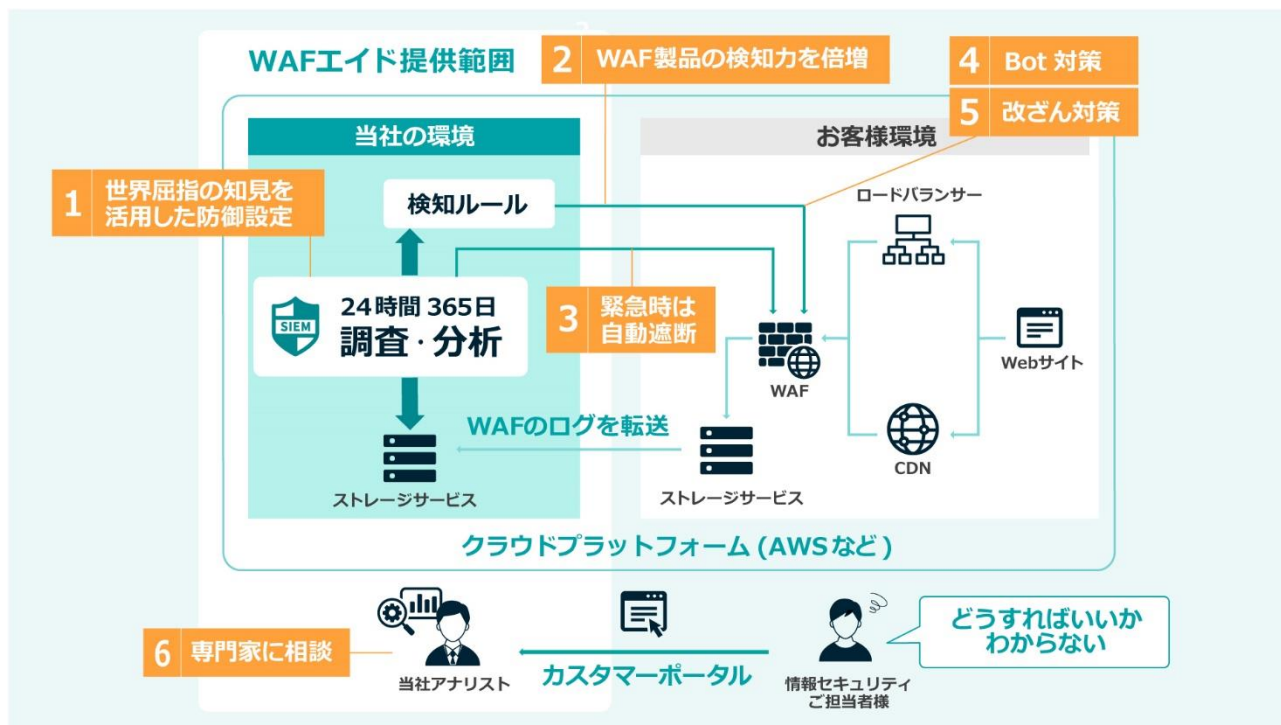 WAFエイド提供範囲
2 WAF製品の検知力を倍増
4 Bot 対策
5 改ざん対策
当社の環境
お客様環境
1 世界屈指の知見を
活用した防御設定
検知ルール
ロードバランサー
SIEM
24時間 365日
調査・分析
3 緊急時は
自動遮断
WAF
Webサイト
WAFのログを転送
CDN
ストレージサービス
ストレージサービス
クラウドプラットフォーム (AWSなど)
どうすればいいか
わからない
6 専門家に相談
当社アナリスト
カスタマーポータル
情報セキュリティ
ご担当者様